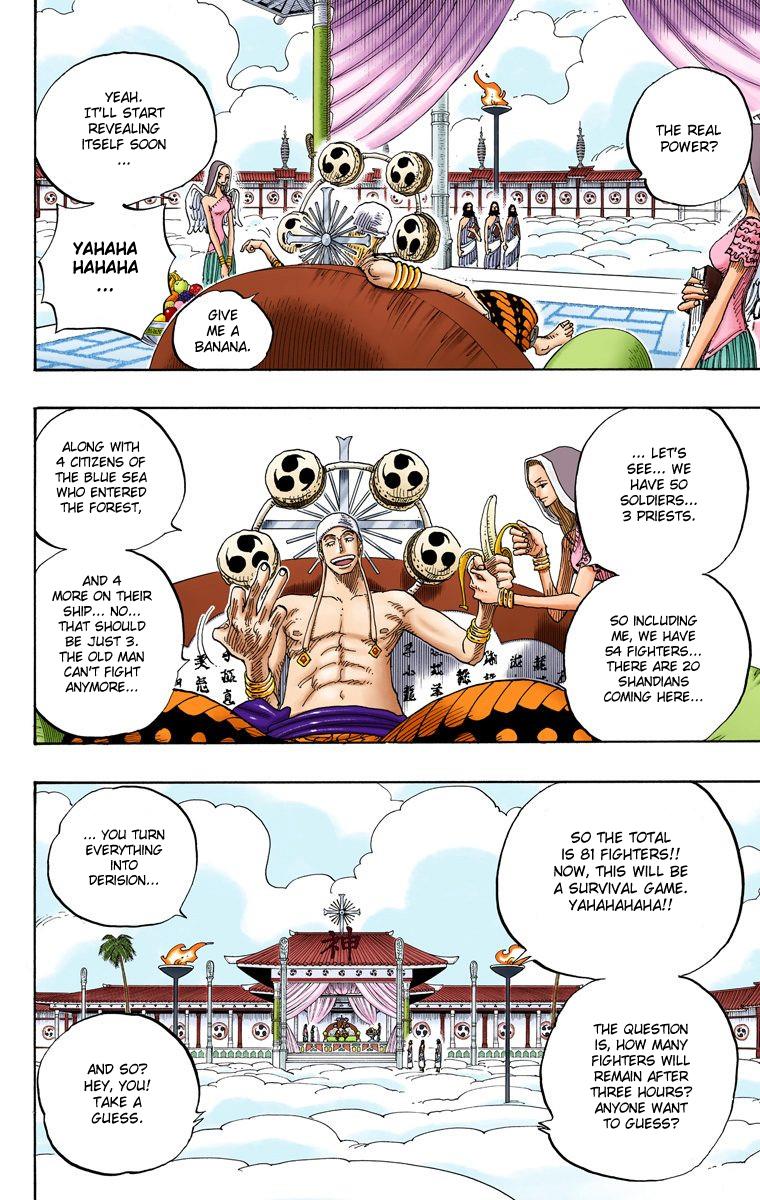 THE REAL
POWER?
YEAH.
IT'LL START
REVEALING
ITSELF SOON
...
YAHAHA
HAHAHA
...
GIVE
ME A
BANANA.
... LET'S
SEE... WE
HAVE 50
SOLDIERS...
3 PRIESTS.
SO INCLUDING
ME, WE HAVE
54 FIGHTERS...
THERE ARE 20
SHANDIANS
COMING HERE...
ALONG WITH
4 CITIZENS OF
THE BLUE SEA
WHO ENTERED
THE FOREST,
AND 4
MORE ON THEIR
SHIP... NO...
THAT SHOULD
BE JUST 3.
THE OLD MAN
CAN'T FIGHT
ANYMORE...
SO THE TOTAL
IS 81 FIGHTERS!!
NOW, THIS WILL BE
A SURVIVAL GAME.
YAHAHAHAHA!!
THE QUESTION
IS, HOW MANY
FIGHTERS WILL
REMAIN AFTER
THREE HOURS?
ANYONE WANT
TO GUESS?
... YOU TURN
EVERYTHING
INTO
DERISION...
神
AND SO?
HEY, YOU!
TAKE A
GUESS.